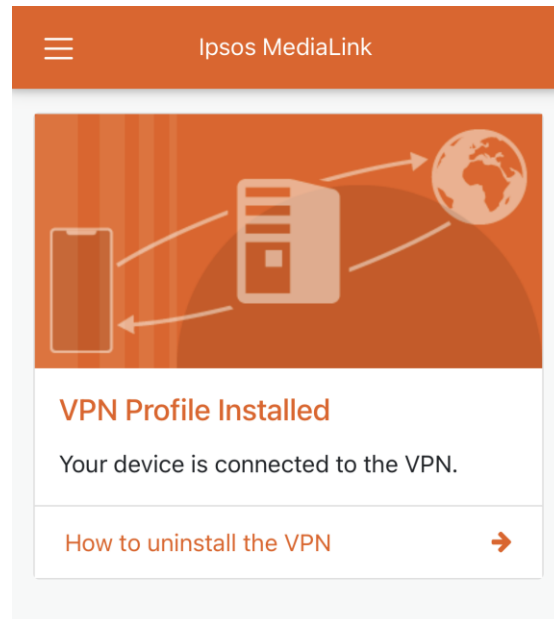 Ipsos MediaLink
VPN Profile Installed
Your device is connected to the VPN.
How to uninstall the VPN